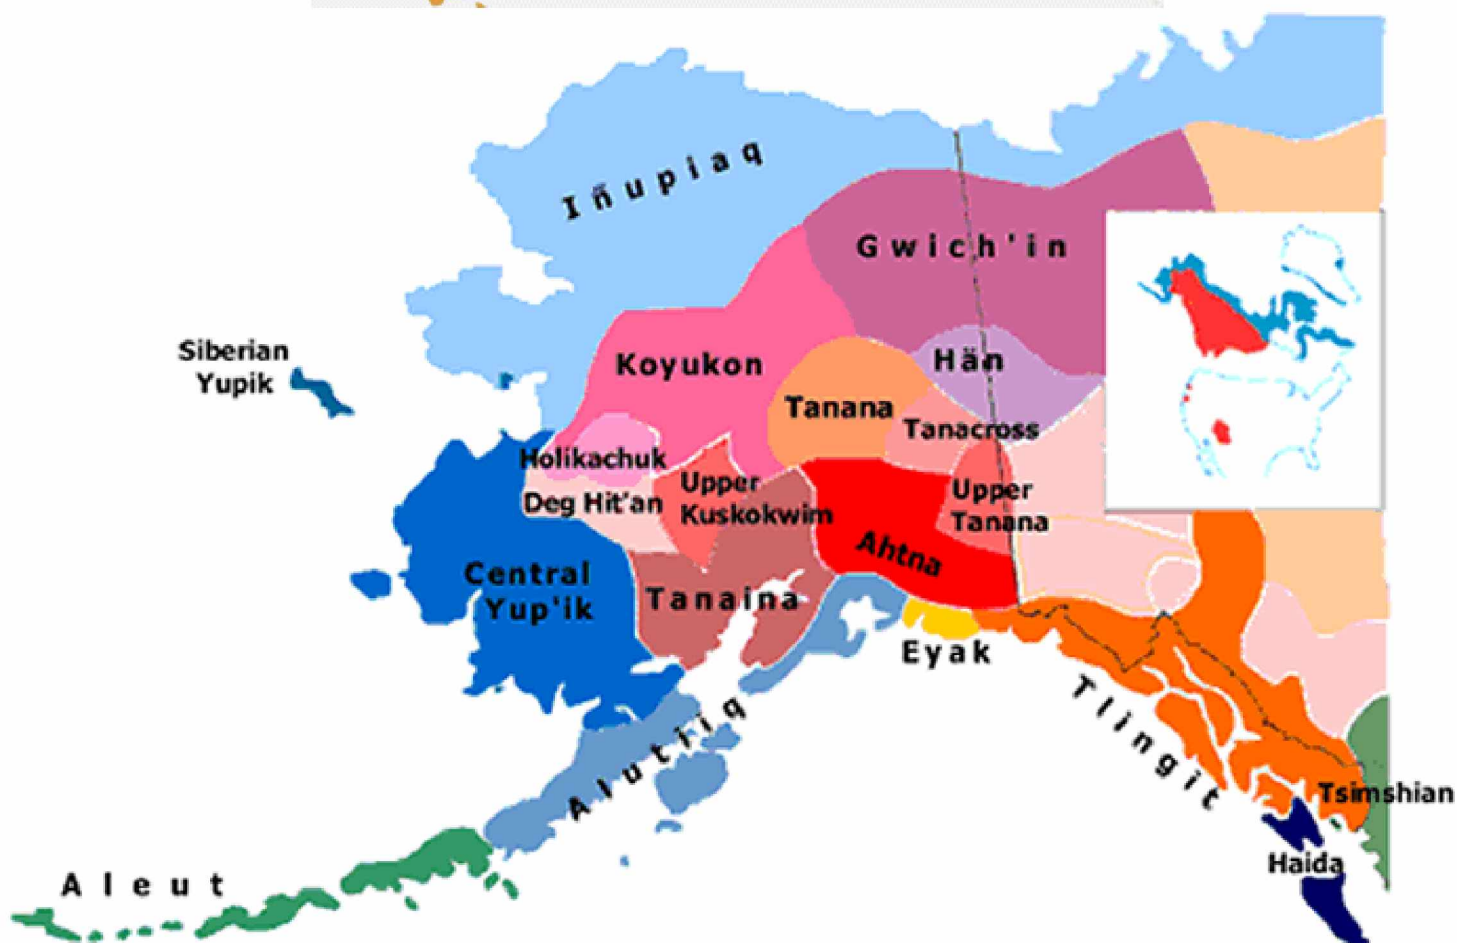 Iñupiaq
Gwich'in
Siberian
Yupik
Koyukon
Hän
Tanana
Tanacross
Holikachuk
Deg Hit'an
Upper
Kuskokwim
Upper
Tanana
Ahtna
Central
Yup'ik
Tanaina
Eyak
Alutiiq
Tlingit
Tsimshian
Haida
Aleut